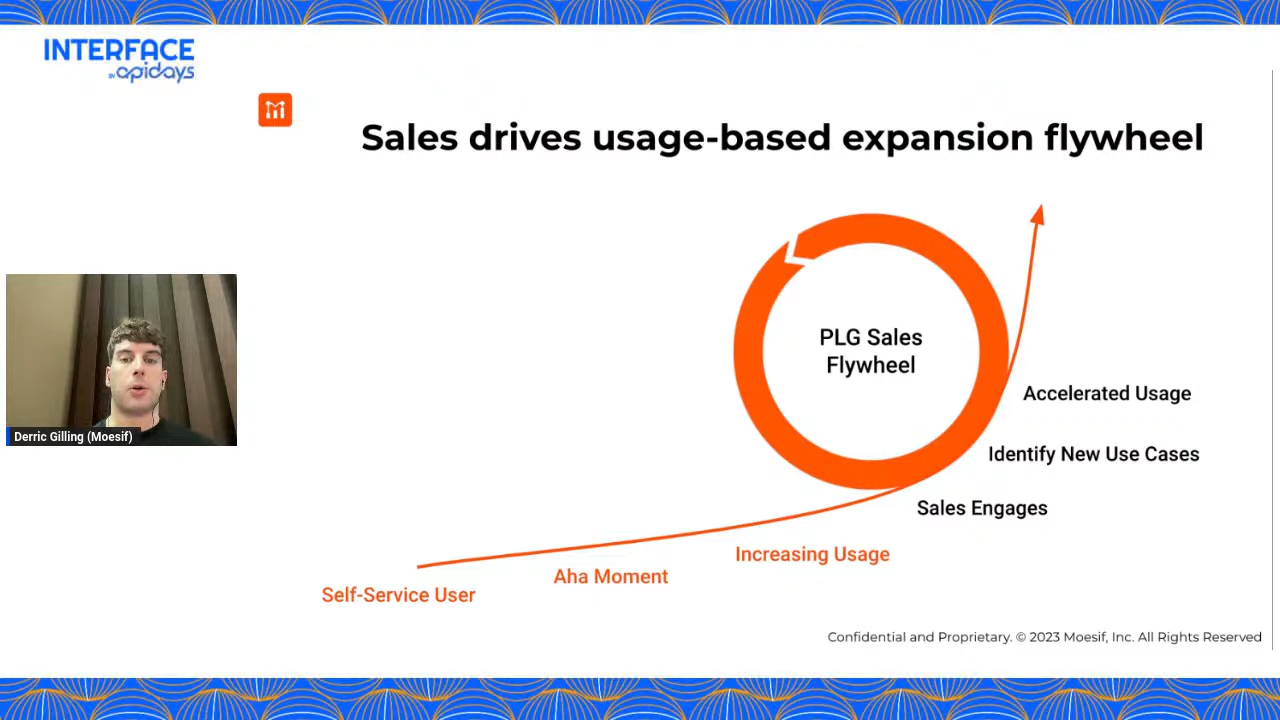 INTERFACE
BY apidays
Sales drives usage-based expansion flywheel
PLG Sales
Flywheel
Accelerated Usage
Identify New Use Cases
Sales Engages
Increasing Usage
Aha Moment
Self-Service User
Derric Gilling (Moesif)
Confidential and Proprietary. © 2023 Moesif, Inc. All Rights Reserved